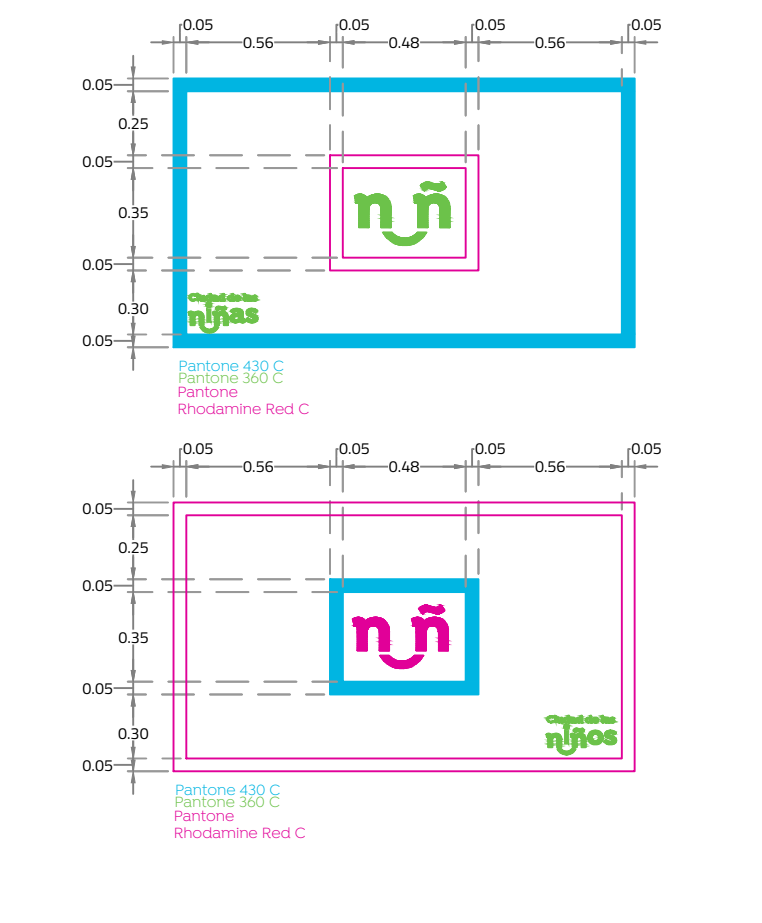 0.05 0.05 0.05 0.05
0.56 0.48 0.56
0.05
0.25
0.05
0.35
nuñ
0.05
0.30
Ciudad de las
niñas
0.05
Pantone 430 C
Pantone 360 C
Pantone
Rhodamine Red C
0.05 0.05 0.05 0.05
0.56 0.48 0.56
0.05
0.25
0.05
0.35
nuñ
0.05
0.30
Ciudad de los
niños
0.05
Pantone 430 C
Pantone 360 C
Pantone
Rhodamine Red C